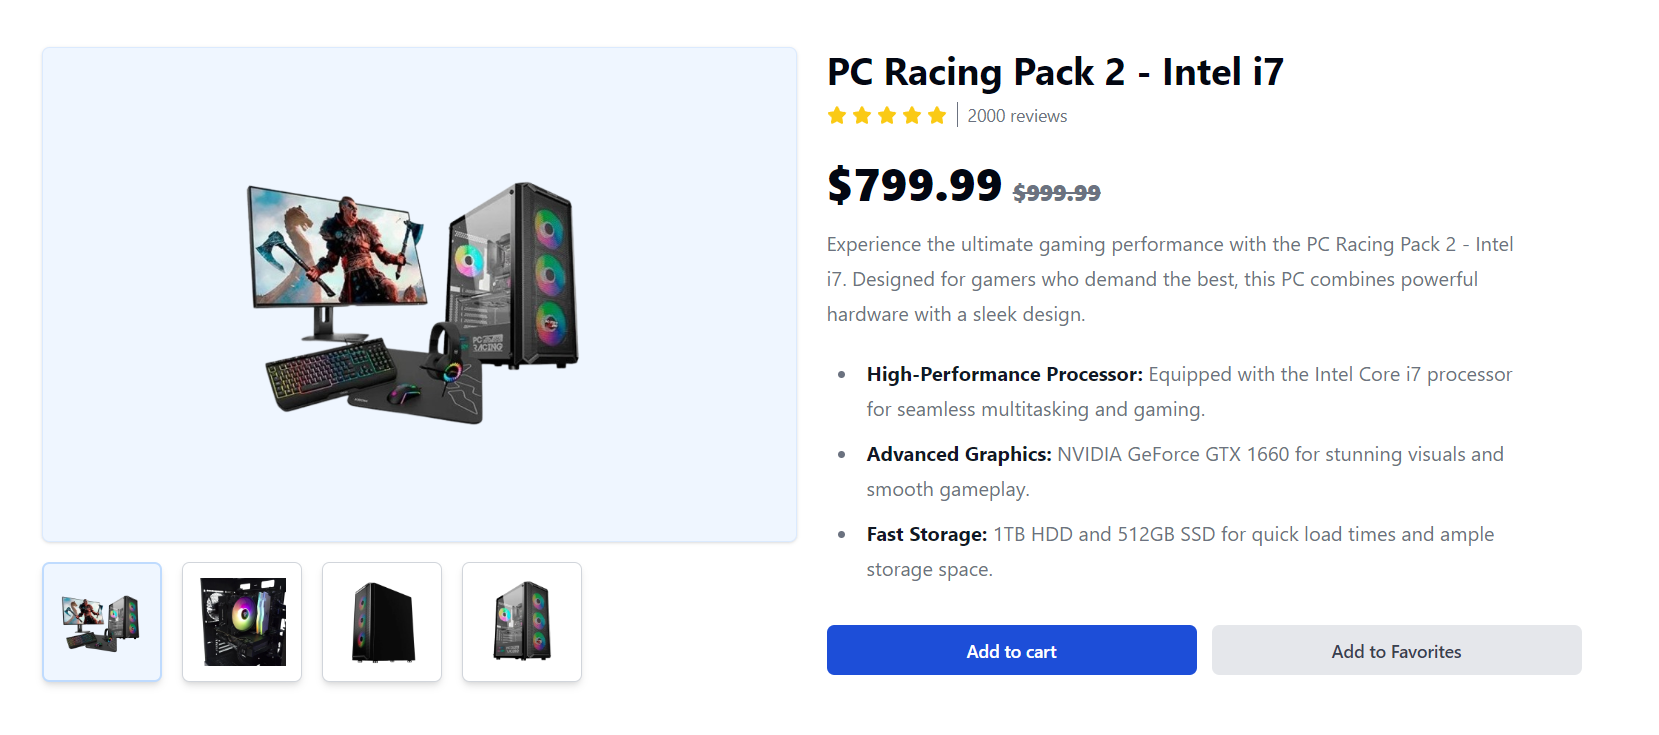 PC Racing Pack 2 - Intel i7
2000 reviews
$799.99 $999.99
Experience the ultimate gaming performance with the PC Racing Pack 2 - Intel
i7. Designed for gamers who demand the best, this PC combines powerful
hardware with a sleek design.
High-Performance Processor: Equipped with the Intel Core i7 processor
for seamless multitasking and gaming.
Advanced Graphics: NVIDIA GeForce GTX 1660 for stunning visuals and
smooth gameplay.
Fast Storage: 1TB HDD and 512GB SSD for quick load times and ample
storage space.
Add to cart
Add to Favorites
PC
RACING